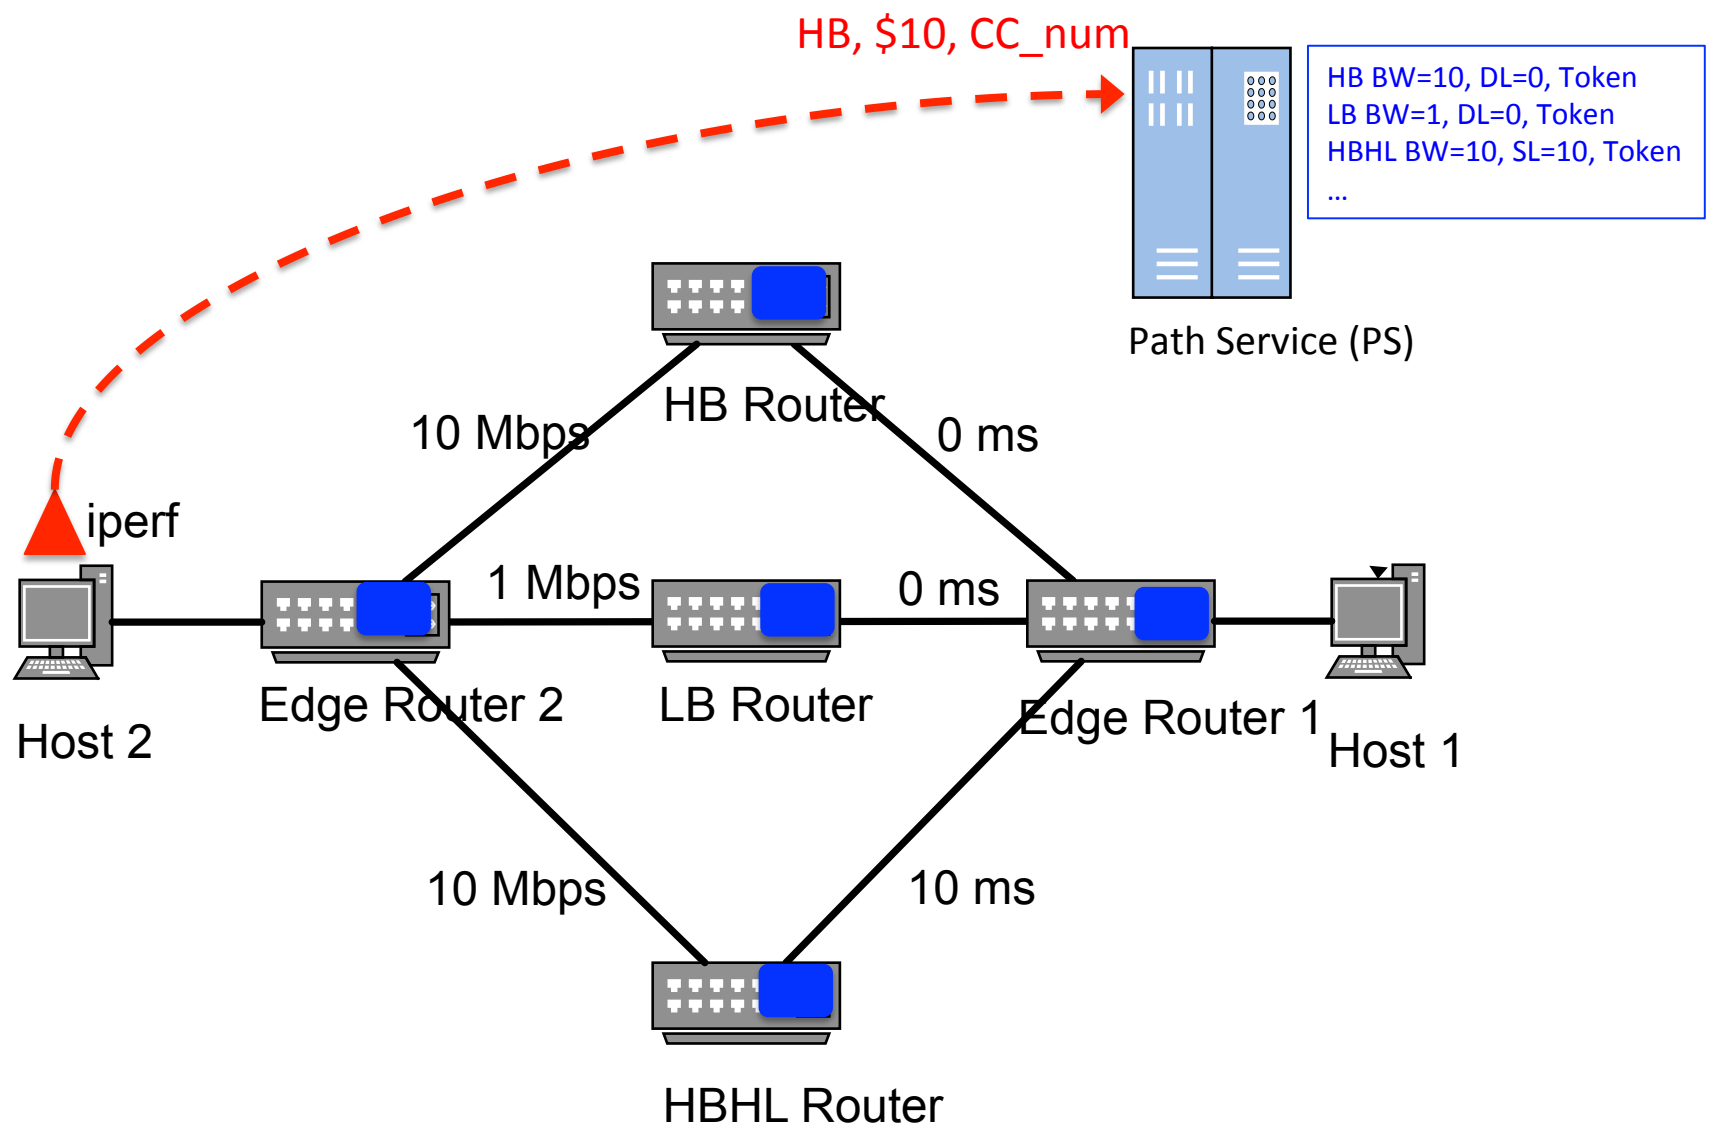 HB, $10, CC_num
HB BW=10, DL=0, Token
LB BW=1, DL=0, Token
HBHL BW=10, SL=10, Token
...
Path Service (PS)
HB Router
10 Mbps
0 ms
iperf
1 Mbps
0 ms
Edge Router 2
LB Router
Edge Router 1
Host 2
Host 1
10 Mbps
10 ms
HBHL Router